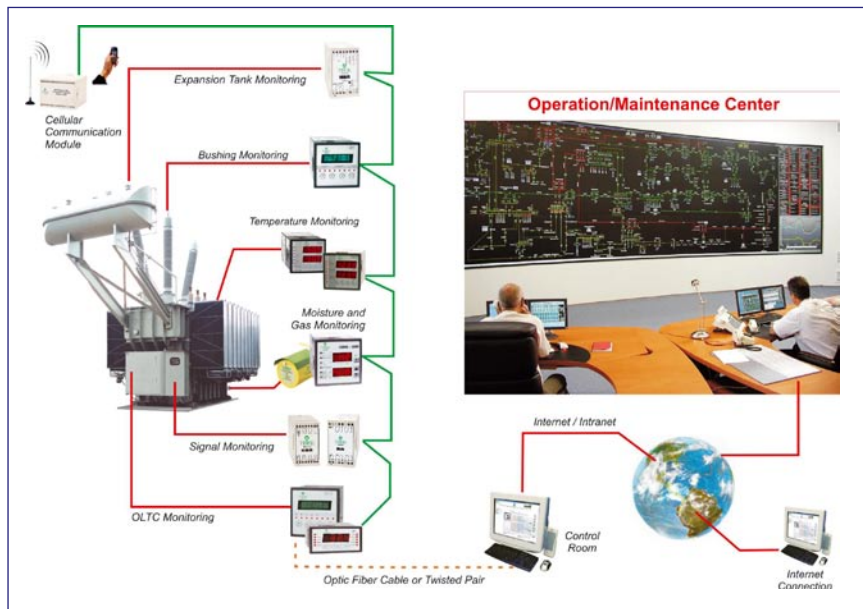 Expansion Tank Monitoring
Cellular
Communication
Module
Operation/Maintenance Center
Bushing Monitoring
Temperature Monitoring
Moisture and
Gas Monitoring
Signal Monitoring
OLTC Monitoring
Optic Fiber Cable or Twisted Pair
Internet / Intranet
Control
Room
Internet
Connection